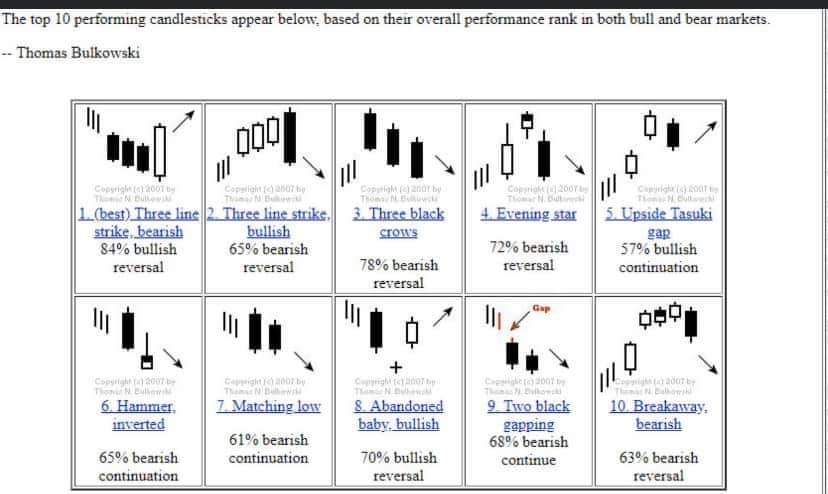 The top 10 performing candlesticks appear below, based on their overall performance rank in both bull and bear markets.
-- Thomas Bulkowski
Copyright (c) 2007 by
Thomas N. Bulkowski
1. (best) Three line
strike, bearish
84% bullish
reversal
Copyright (c) 2007 by
Thomas N. Bulkowski
2. Three line strike,
bullish
65% bearish
reversal
Copyright (c) 2007 by
Thomas N. Bulkowski
3. Three black
crows
78% bearish
reversal
Copyright (c) 2007 by
Thomas N. Bulkowski
4. Evening star
72% bearish
reversal
Copyright (c) 2007 by
Thomas N. Bulkowski
5. Upside Tasuki
gap
57% bullish
continuation
Copyright (c) 2007 by
Thomas N. Bulkowski
6. Hammer,
inverted
65% bearish
continuation
Copyright (c) 2007 by
Thomas N. Bulkowski
7. Matching low
61% bearish
continuation
Copyright (c) 2007 by
Thomas N. Bulkowski
8. Abandoned
baby, bullish
70% bullish
reversal
Gap
Copyright (c) 2007 by
Thomas N. Bulkowski
9. Two black
gapping
68% bearish
continue
Copyright (c) 2007 by
Thomas N. Bulkowski
10. Breakaway,
bearish
63% bearish
reversal